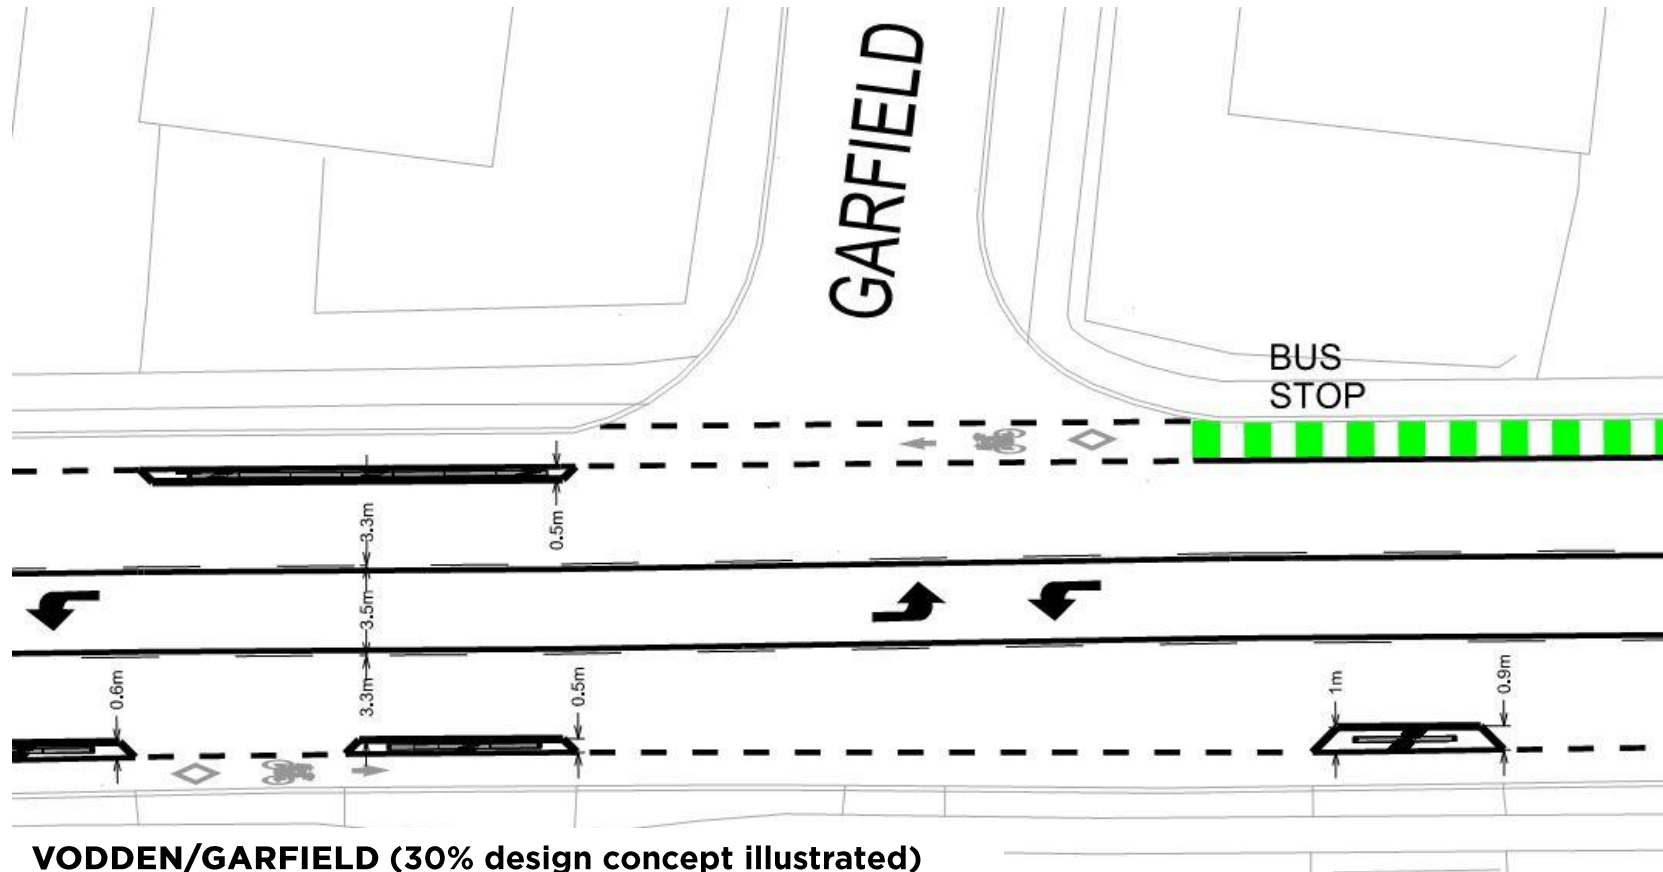 GARFIELD
BUS
STOP
3.3m
0.5m
3.5m
0.6m
3.3m
0.5m
1m
0.9m
VODDEN/GARFIELD (30% design concept illustrated)